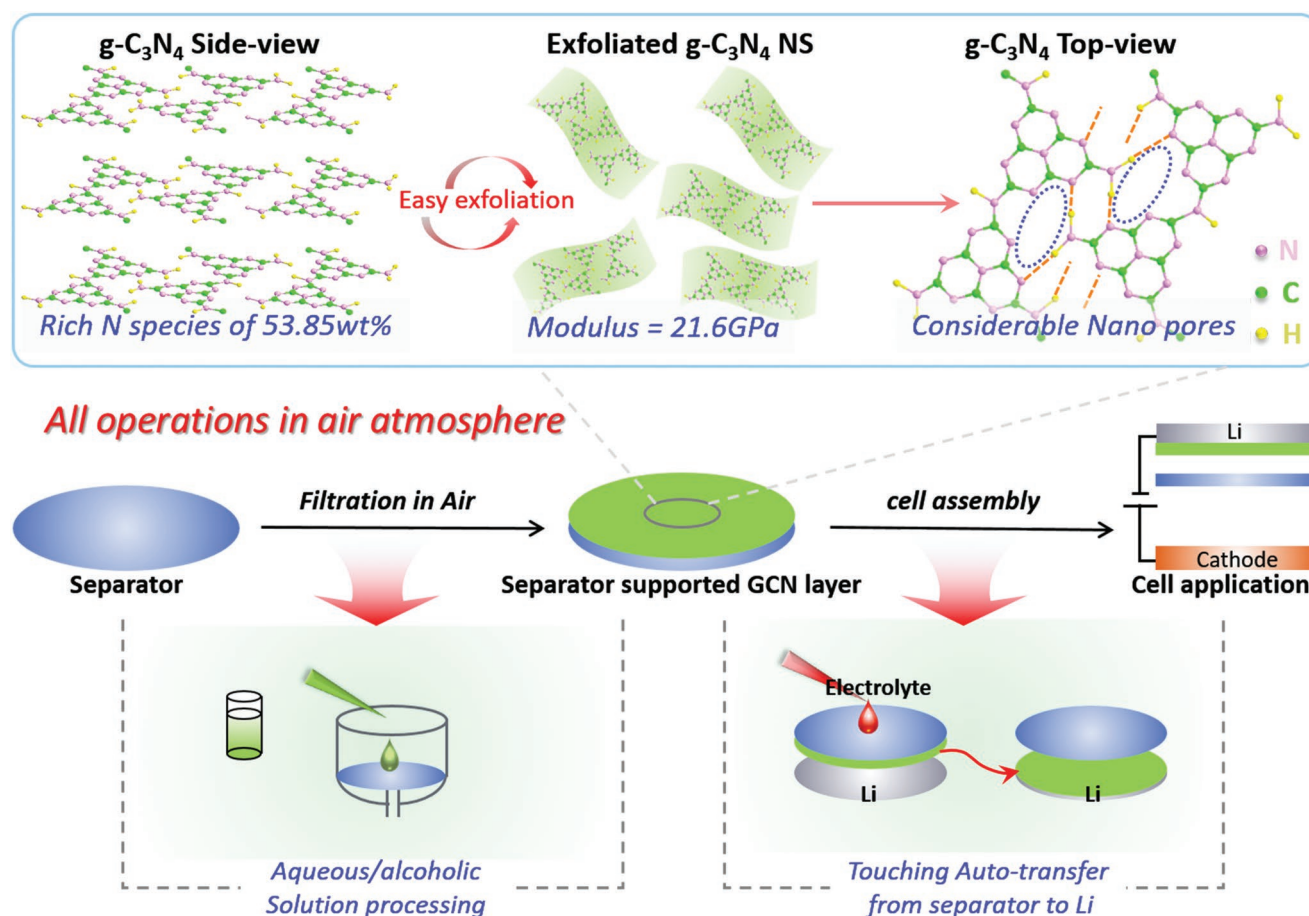 g-C₃N₄ Side-view
Exfoliated g-C₃N₄ NS
g-C₃N₄ Top-view
Easy exfoliation
N
C
H
Rich N species of 53.85wt%
Modulus = 21.6GPa
Considerable Nano pores
All operations in air atmosphere
Li
Filtration in Air
cell assembly
Cathode
Separator
Separator supported GCN layer
Cell application
Electrolyte
Li
Li
Aqueous/alcoholic
Solution processing
Touching Auto-transfer
from separator to Li